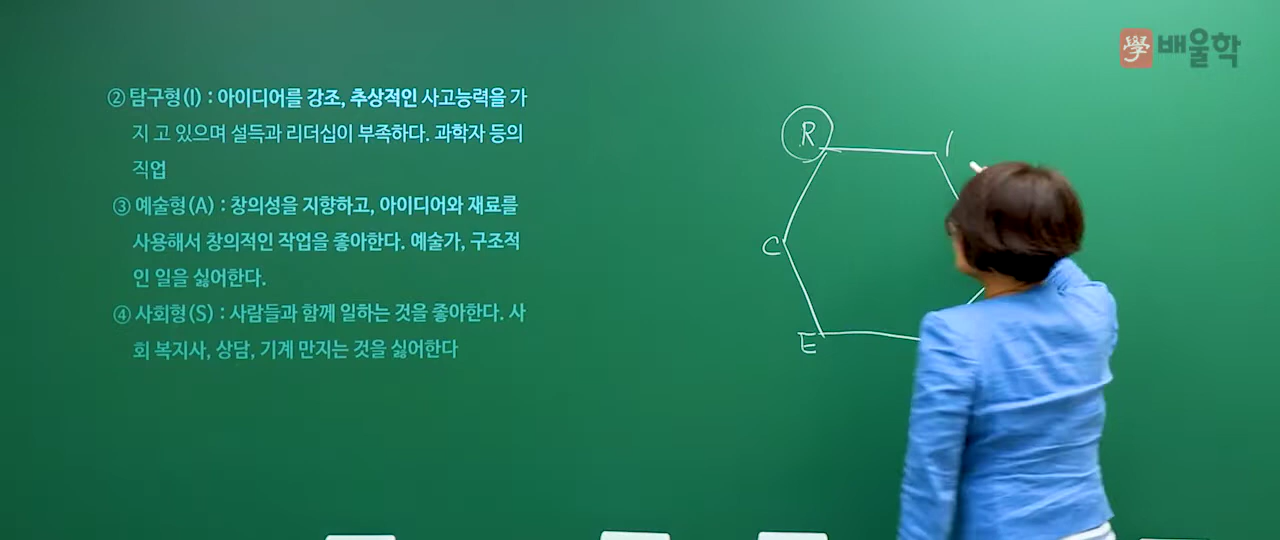 學 배울학
② 탐구형(I) : 아이디어를 강조, 추상적인 사고능력을 가
지 고 있으며 설득과 리더십이 부족하다. 과학자 등의
직업
③ 예술형(A) : 창의성을 지향하고, 아이디어와 재료를
사용해서 창의적인 작업을 좋아한다. 예술가, 구조적
인 일을 싫어한다.
④ 사회형(S) : 사람들과 함께 일하는 것을 좋아한다. 사
회 복지사, 상담, 기계 만지는 것을 싫어한다
R
I
C
E